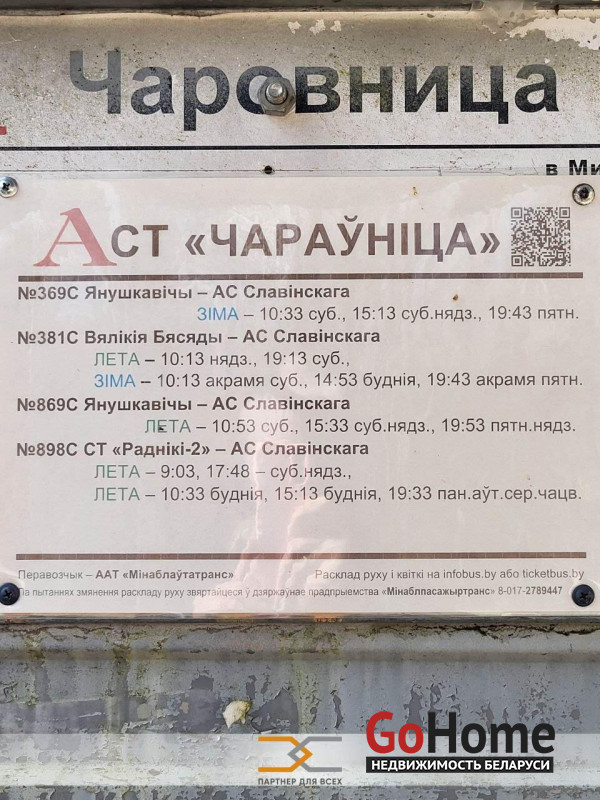 Чаровница
в Ми
Аст «ЧАРАЎНІЦА»
№369С Янушкавічы – АС Славінскага
ЗІМА – 10:33 суб., 15:13 суб.нядз., 19:43 пятн.
№381С Вялікія Бясяды – АС Славінскага
ЛЕТА – 10:13 нядз., 19:13 суб.,
ЗІМА – 10:13 акрамя суб., 14:53 буднія, 19:43 акрамя пятн.
№869С Янушкавічы – АС Славінскага
ЛЕТА – 10:53 суб., 15:33 суб.нядз., 19:53 пятн.нядз.
№898С СТ «Раднікі-2» – АС Славінскага
ЛЕТА – 9:03, 17:48 – суб.нядз.,
ЛЕТА – 10:33 буднія, 15:13 буднія, 19:33 пан.аўт.сер.чацв.
Перавозчык – ААТ «Мінаблаўтатранс» Расклад руху і квіткі на infobus.by або ticketbus.by
Па пытаннях змянення раскладу руху звяртайцеся ў дзяржаўнае прадпрыемства «Мінаблпасажыртранс» 8-017-2789447
GoHome
НЕДВИЖИМОСТЬ БЕЛАРУСИ
ПАРТНЕР ДЛЯ ВСЕХ